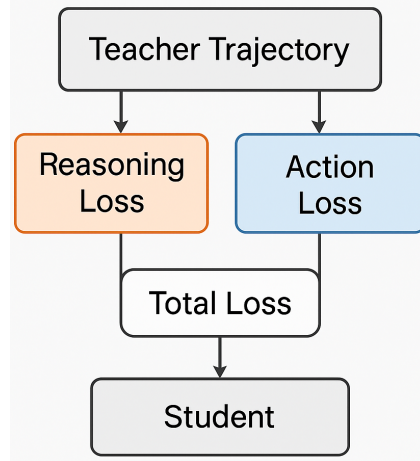 Teacher Trajectory
Reasoning
Loss
Action
Loss
Total Loss
Student